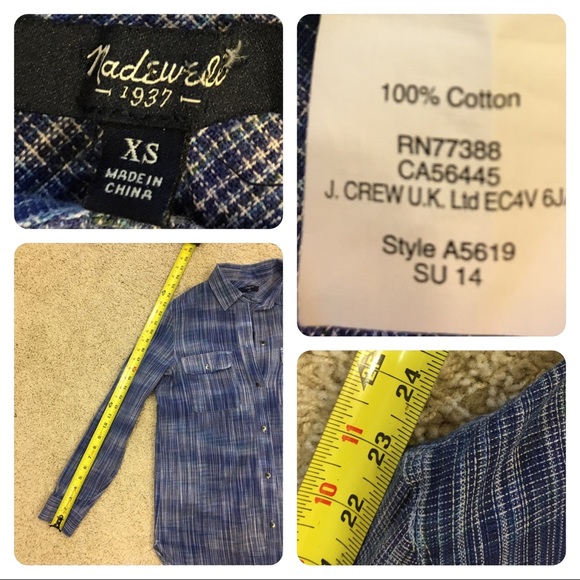 Madewell
– 1937 –
XS
MADE IN
CHINA
100% Cotton
RN77388
CA56445
J. CREW U.K. Ltd EC4V 6J
Style A5619
SU 14
24
11
23
10
22